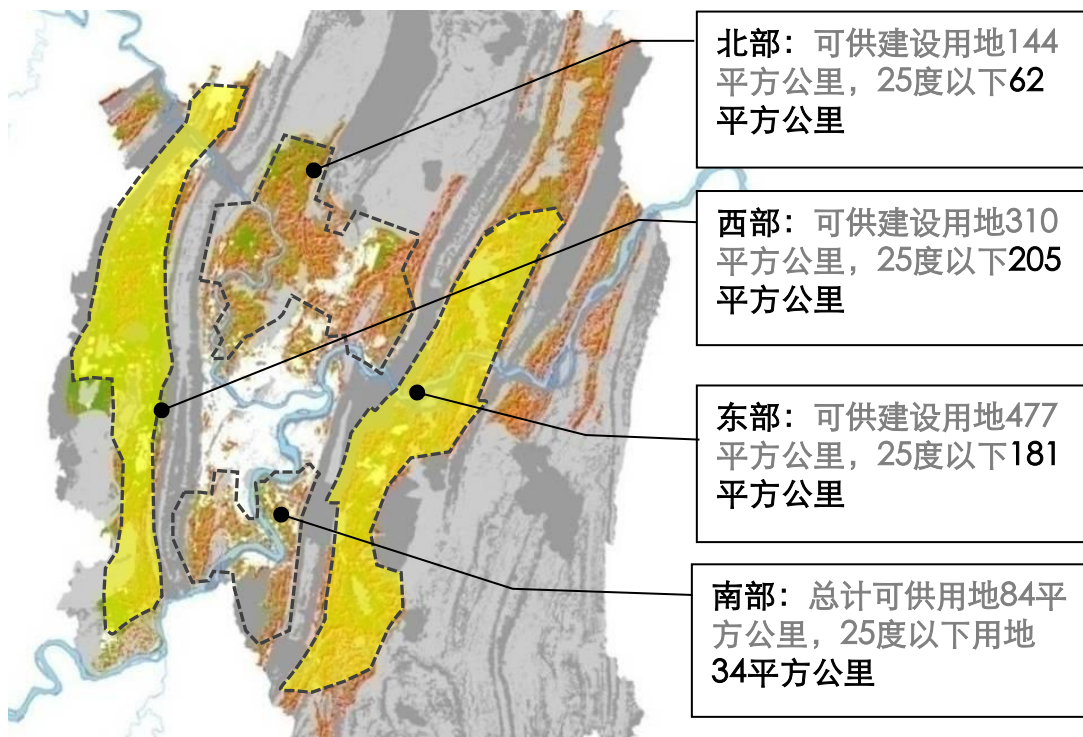 北部：可供建设用地144
平方公里，25度以下62
平方公里
西部：可供建设用地310
平方公里，25度以下205
平方公里
东部：可供建设用地477
平方公里，25度以下181
平方公里
南部：总计可供用地84平
方公里，25度以下用地
34平方公里